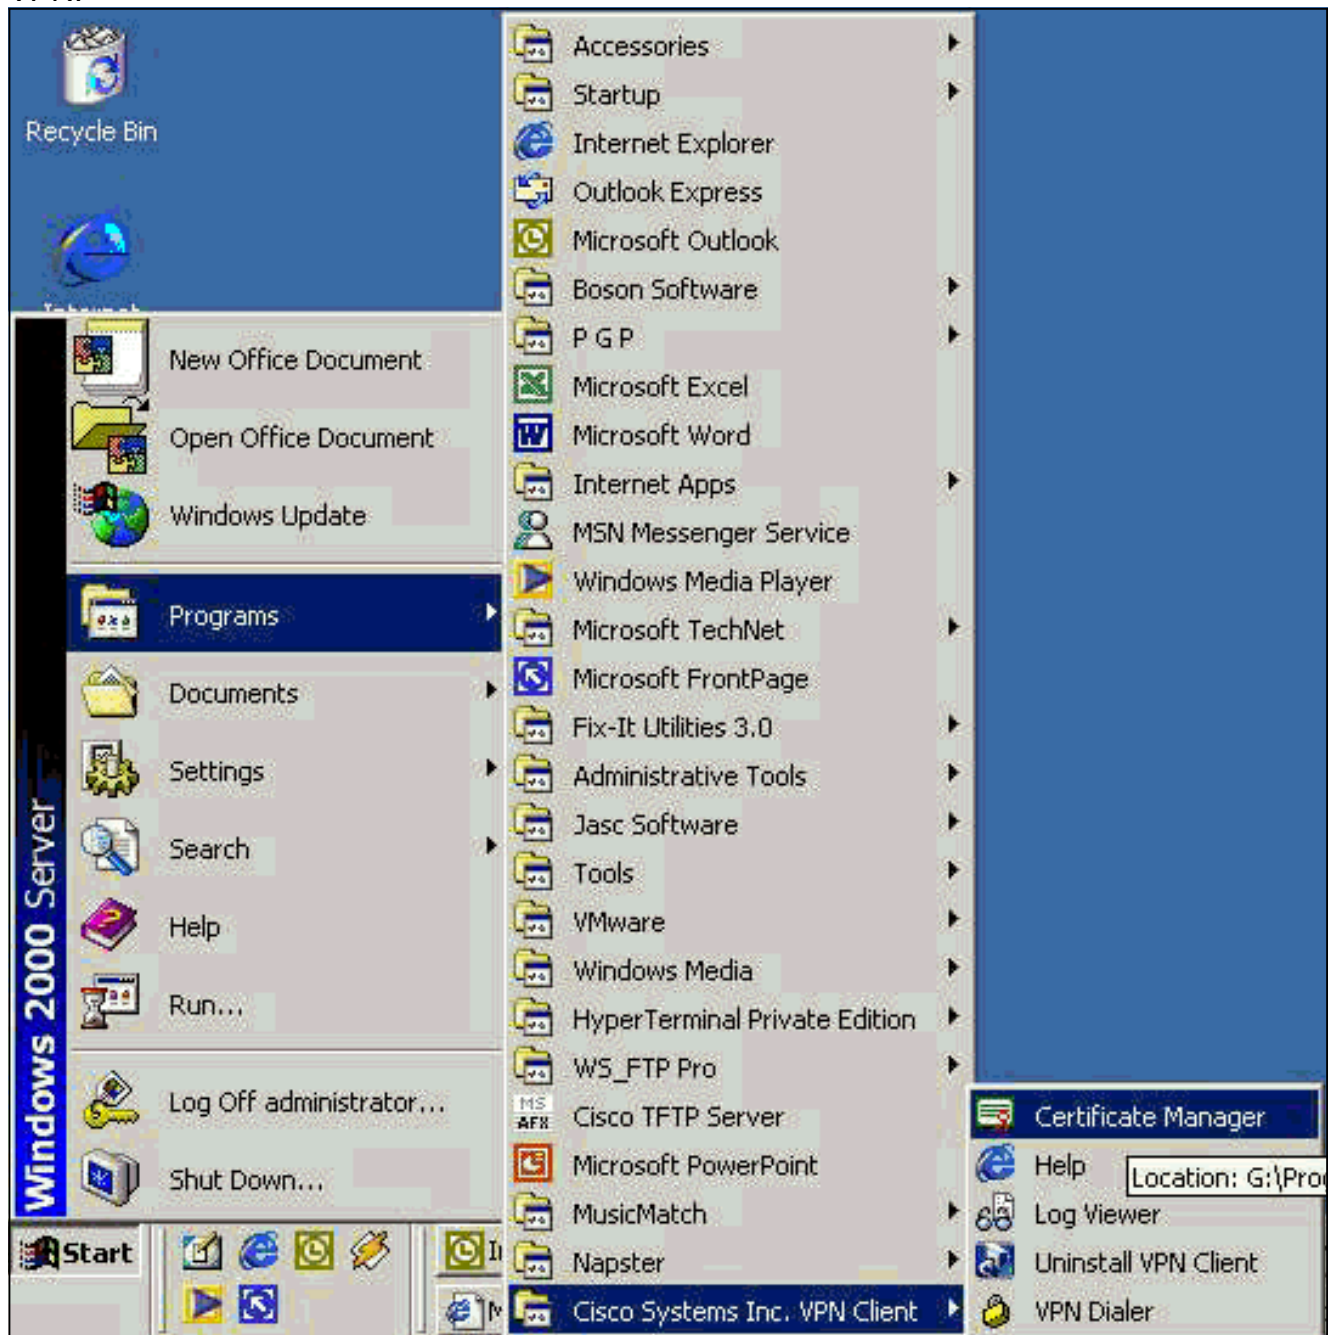 Recycle Bin
New Office Document
Open Office Document
Windows Update
Programs
Documents
Settings
Search
Help
Run...
Log Off administrator...
Shut Down...
Windows 2000 Server
Start
Accessories
Startup
Internet Explorer
Outlook Express
Microsoft Outlook
Boson Software
P G P
Microsoft Excel
Microsoft Word
Internet Apps
MSN Messenger Service
Windows Media Player
Microsoft TechNet
Microsoft FrontPage
Fix-It Utilities 3.0
Administrative Tools
Jasc Software
Tools
VMware
Windows Media
HyperTerminal Private Edition
WS_FTP Pro
MS
AFX
Cisco TFTP Server
Microsoft PowerPoint
MusicMatch
Napster
Cisco Systems Inc. VPN Client
Certificate Manager
Help
Location: G:\Pro
Log Viewer
Uninstall VPN Client
VPN Dialer